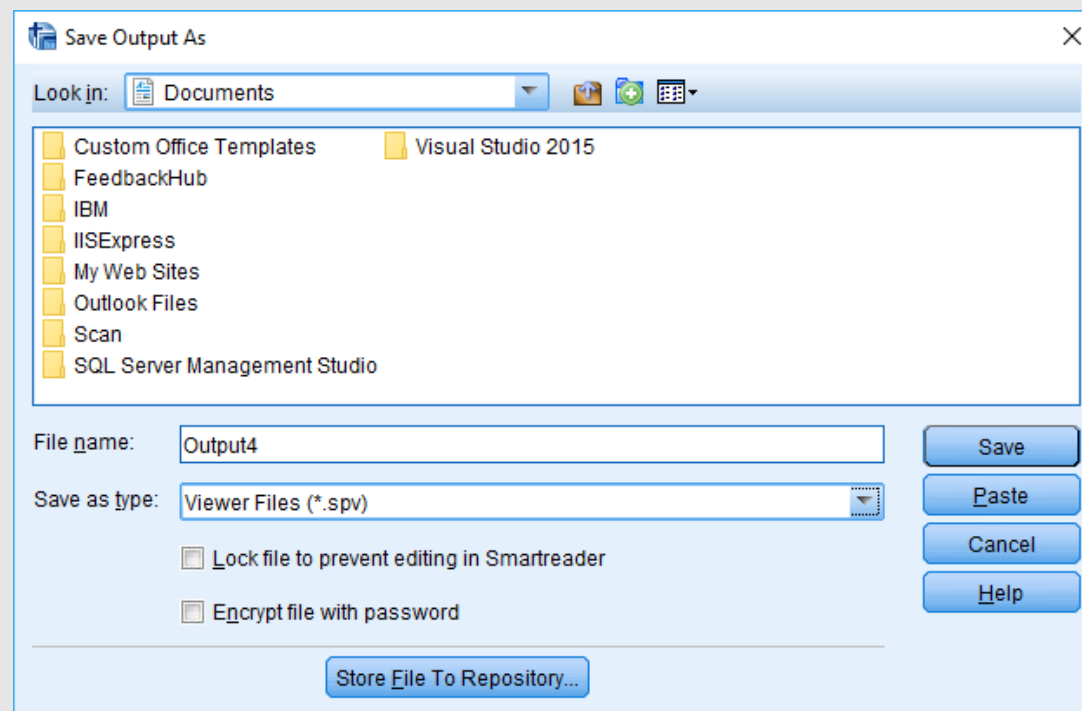 Save Output As
Look in: Documents
Custom Office Templates
FeedbackHub
IBM
IISExpress
My Web Sites
Outlook Files
Scan
SQL Server Management Studio
Visual Studio 2015
File name: Output4
Save as type: Viewer Files (*.spv)
Lock file to prevent editing in Smartreader
Encrypt file with password
Save
Paste
Cancel
Help
Store File To Repository...